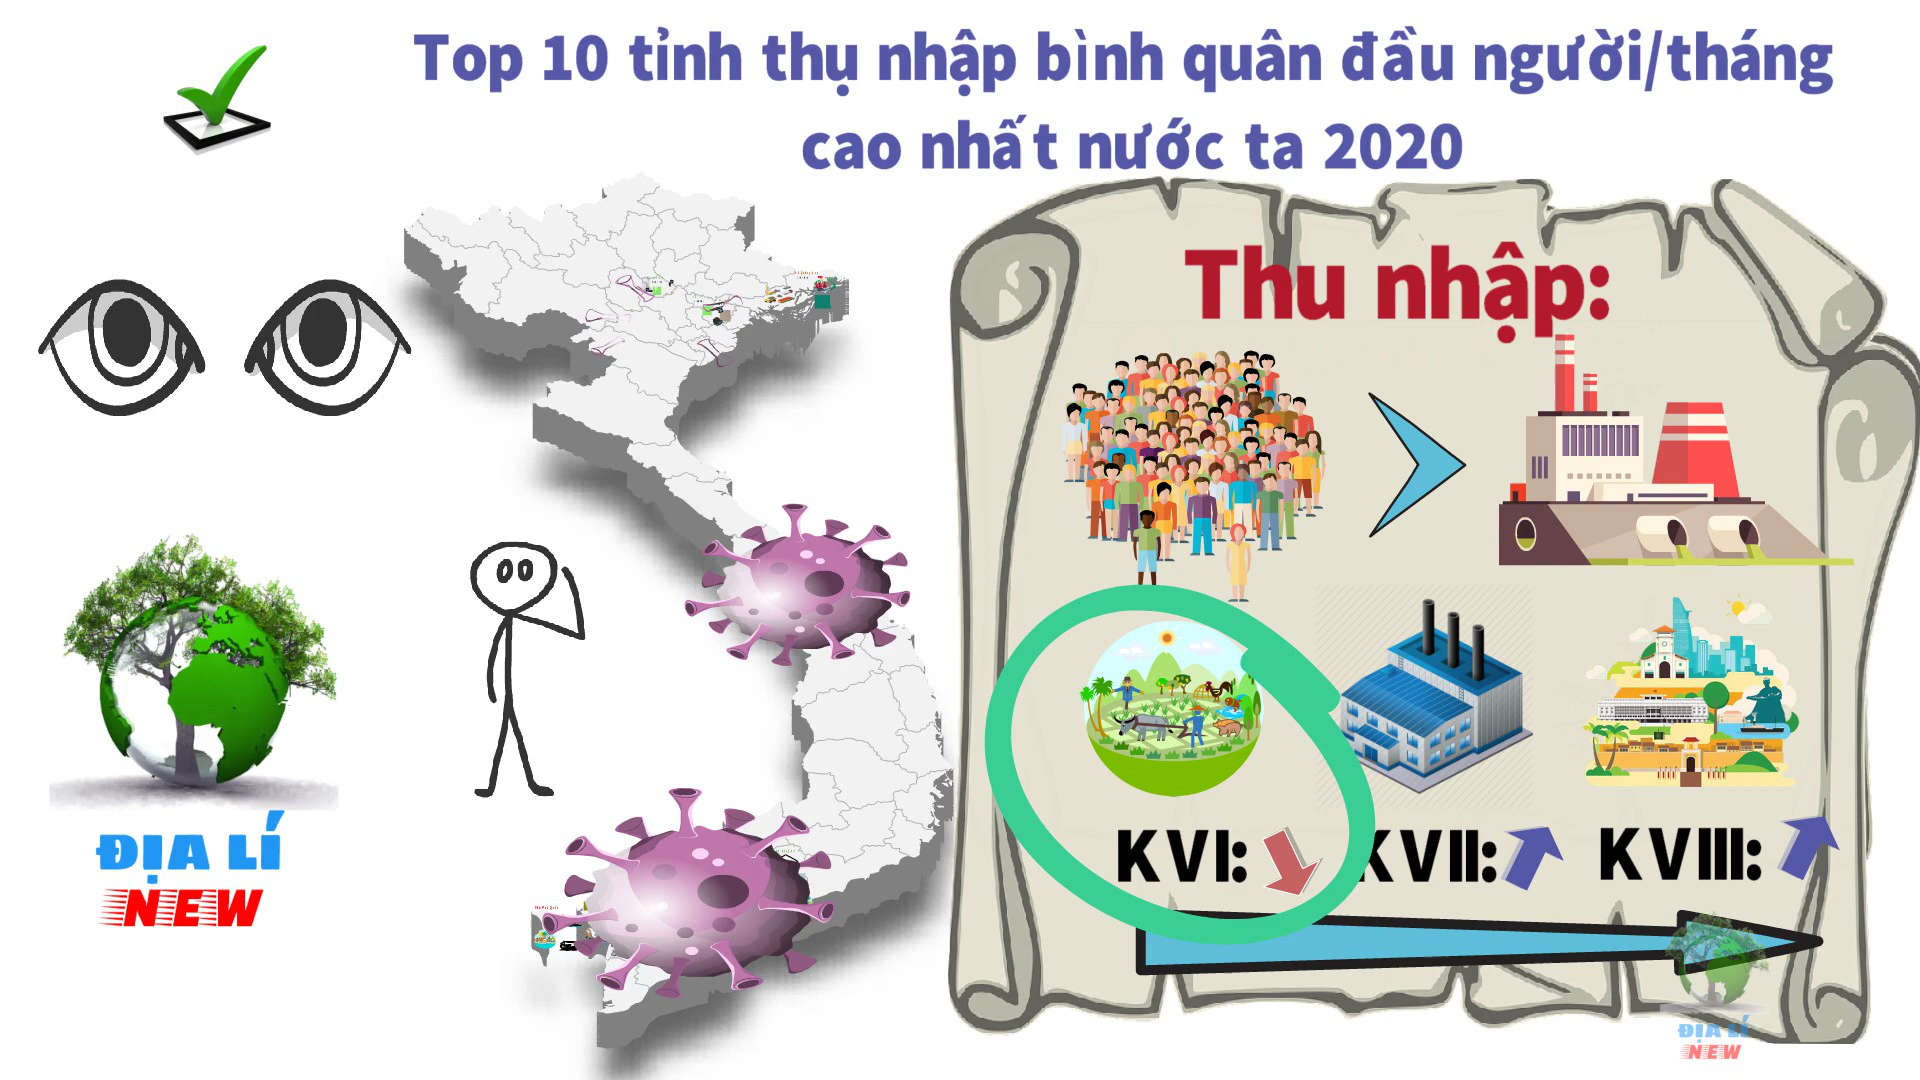 Top 10 tỉnh thụ nhập bình quân đầu người/tháng
cao nhất nước ta 2020
Thu nhập:
KVI:
KVII:
KVIII:
ĐỊA LÍ
NEW
ĐỊA LÍ
NEW